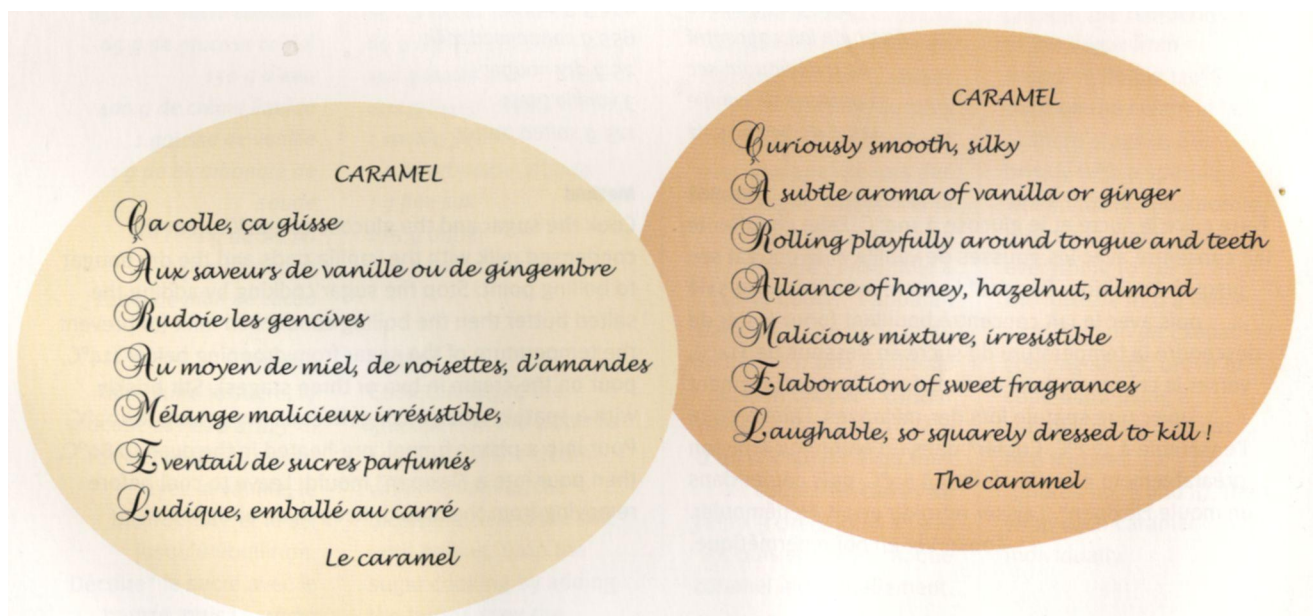 CARAMEL
Ça colle, ça glisse
Aux saveurs de vanille ou de gingembre
Rudoie les gencives
Au moyen de miel, de noisettes, d'amandes
Mélange malicieux irrésistible,
Eventail de sucres parfumés
Ludique, emballé au carré
Le caramel
CARAMEL
Çuriously smooth, silky
A subtle aroma of vanilla or ginger
Rolling playfully around tongue and teeth
Alliance of honey, hazelnut, almond
Malicious mixture, irresistible
Elaboration of sweet fragrances
Laughable, so squarely dressed to kill !
The caramel